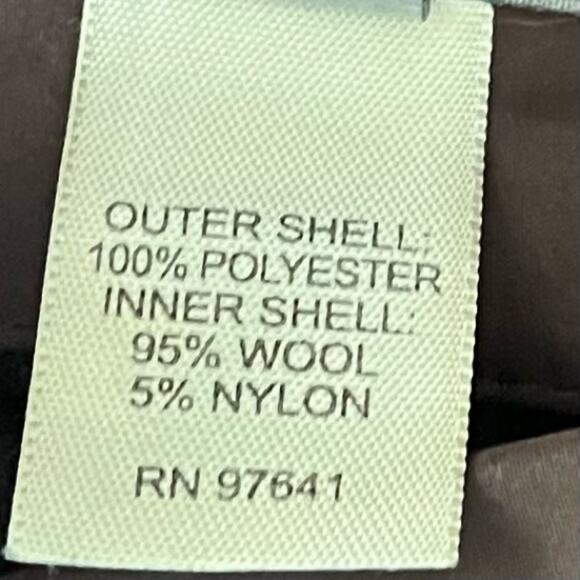 OUTER SHELL:
100% POLYESTER
INNER SHELL:
95% WOOL
5% NYLON
RN 97641